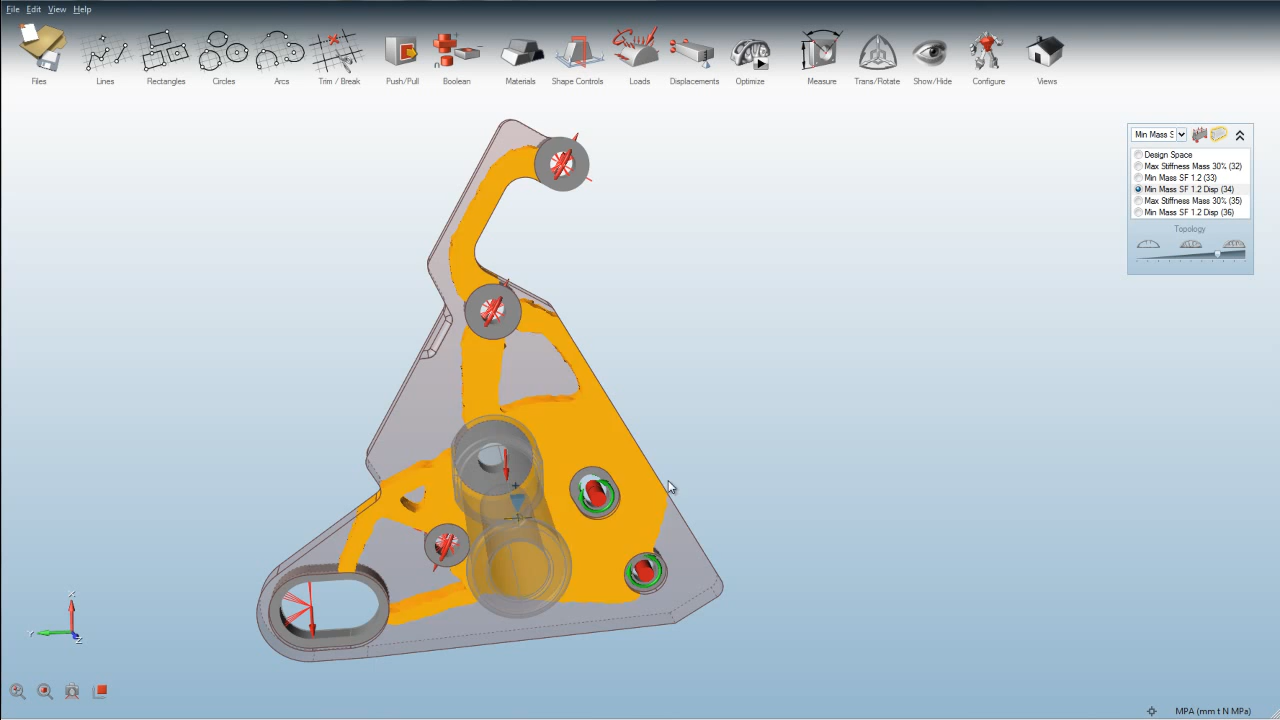 File Edit View Help
Files Lines Rectangles Circles Arcs Trim / Break Push/Pull Boolean Materials Shape Controls Loads Displacements Optimize Measure Trans/Rotate Show/Hide Configure Views
Min Mass S
Design Space
Max Stiffness Mass 30% (32)
Min Mass SF 1.2 (33)
Min Mass SF 1.2 Disp (34)
Max Stiffness Mass 30% (35)
Min Mass SF 1.2 Disp (36)
Topology
X
Y
Z
MPA (mm t N MPa)